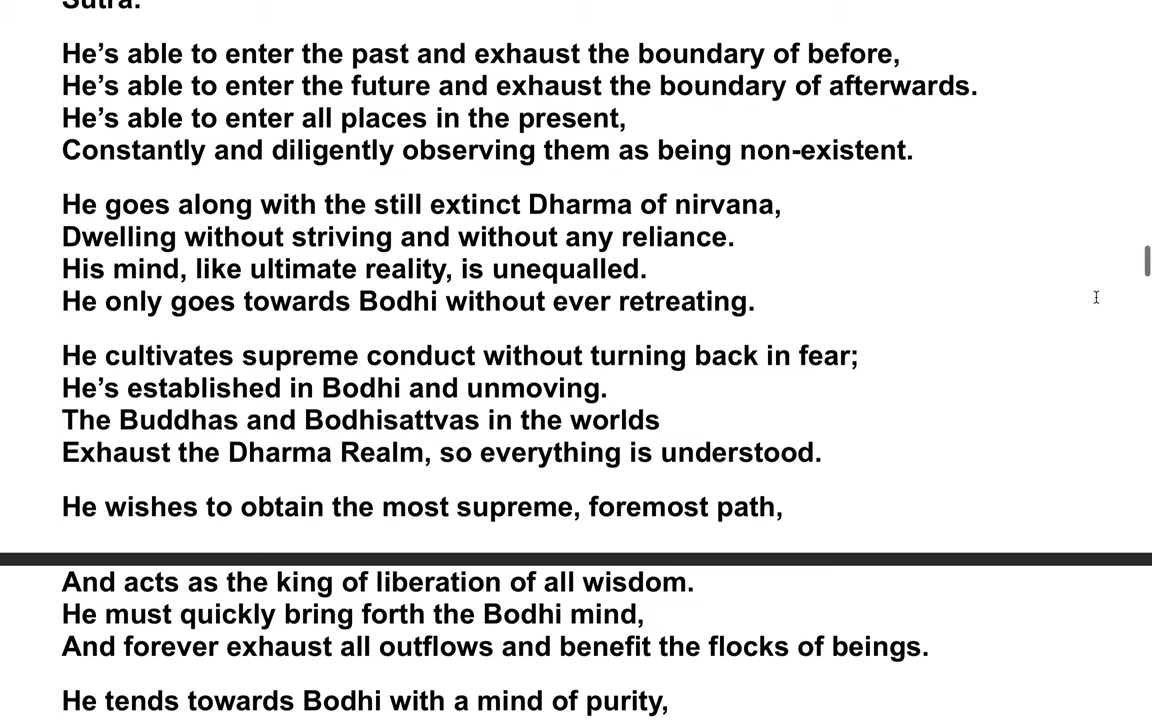 Sutra:
He’s able to enter the past and exhaust the boundary of before,
He’s able to enter the future and exhaust the boundary of afterwards.
He’s able to enter all places in the present,
Constantly and diligently observing them as being non-existent.
He goes along with the still extinct Dharma of nirvana,
Dwelling without striving and without any reliance.
His mind, like ultimate reality, is unequalled.
He only goes towards Bodhi without ever retreating.
He cultivates supreme conduct without turning back in fear;
He’s established in Bodhi and unmoving.
The Buddhas and Bodhisattvas in the worlds
Exhaust the Dharma Realm, so everything is understood.
He wishes to obtain the most supreme, foremost path,
And acts as the king of liberation of all wisdom.
He must quickly bring forth the Bodhi mind,
And forever exhaust all outflows and benefit the flocks of beings.
He tends towards Bodhi with a mind of purity,